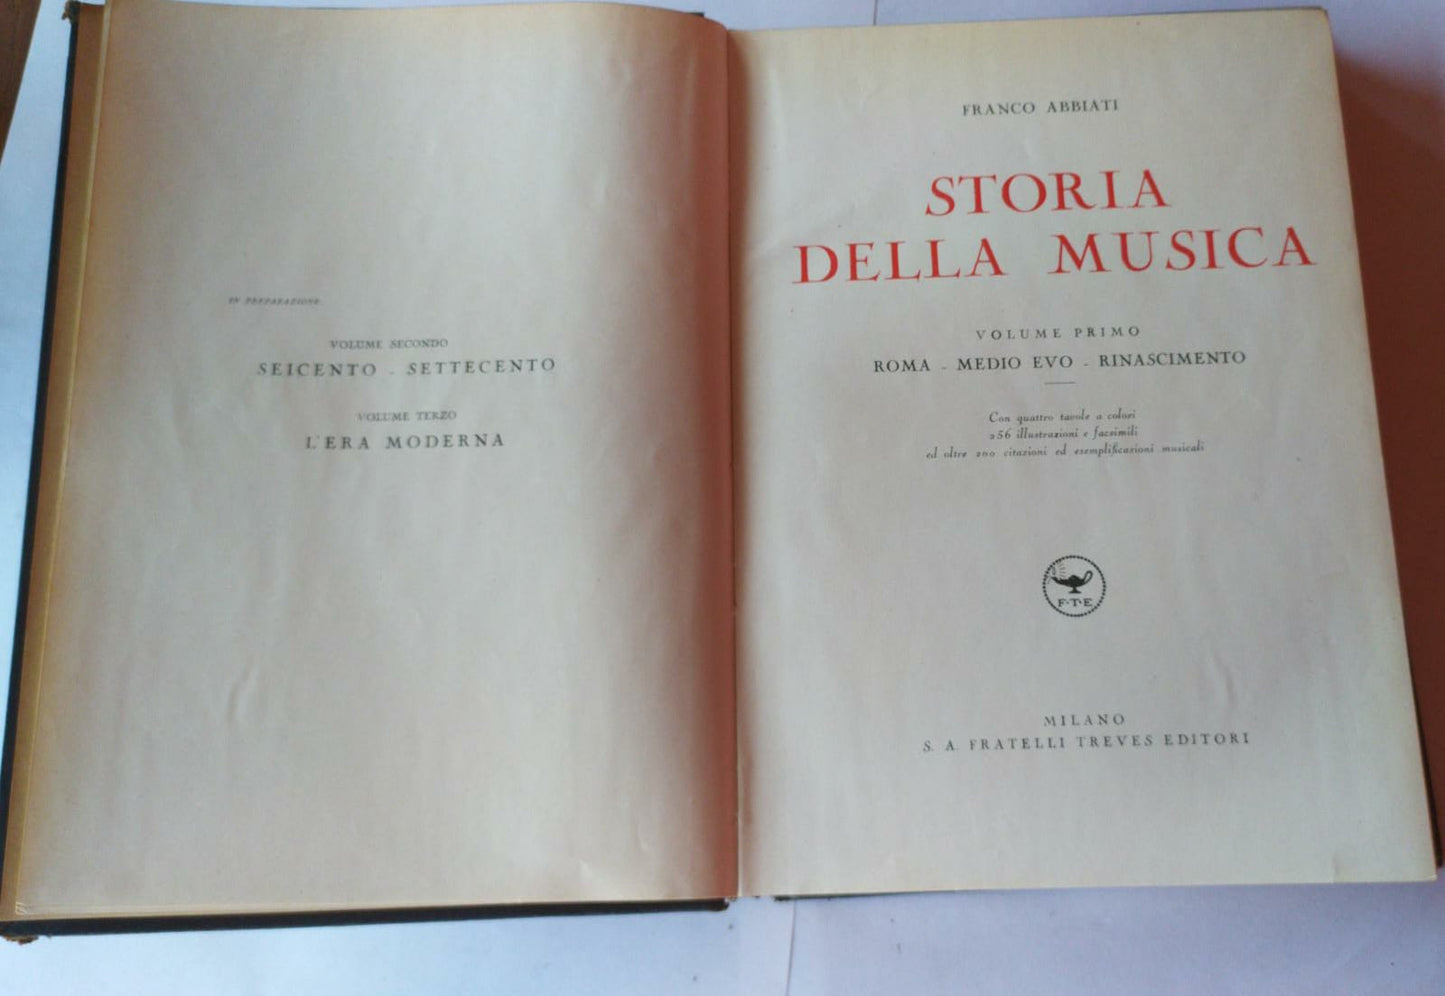 IN PREPARAZIONE:
VOLUME SECONDO
SEICENTO - SETTECENTO
VOLUME TERZO
L'ERA MODERNA
FRANCO ABBIATI
STORIA
DELLA MUSICA
VOLUME PRIMO
ROMA - MEDIO EVO - RINASCIMENTO
Con quattro tavole a colori
256 illustrazioni e facsimili
ed oltre 200 citazioni ed esemplificazioni musicali
F·T·E
MILANO
S. A. FRATELLI TREVES EDITORI